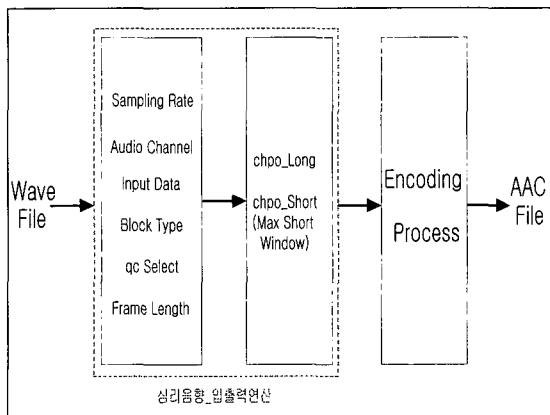 Wave
File
Sampling Rate
Audio Channel
Input Data
Block Type
qc Select
Frame Length
chpo_Long
chpo_Short
(Max Short
Window)
Encoding
Process
AAC
File
심리음향_입출력연산